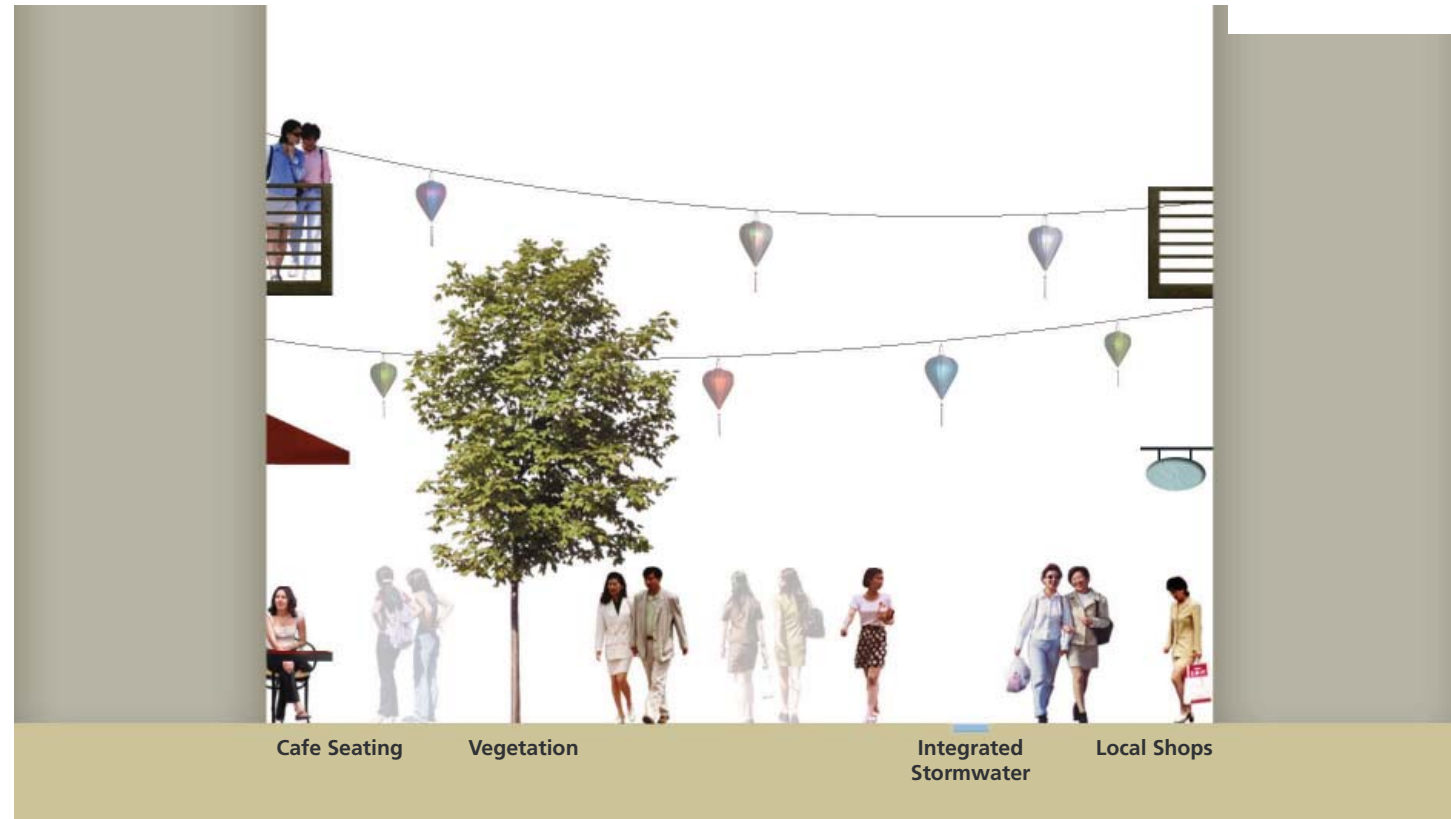 Cafe Seating
Vegetation
Integrated
Stormwater
Local Shops